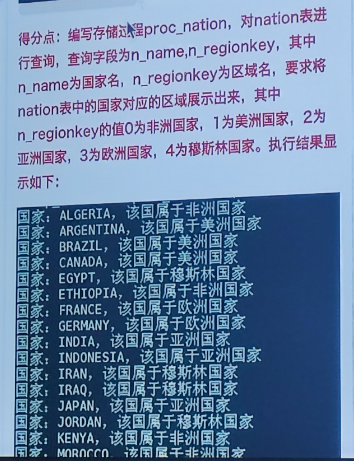 得分点：编写存储过程proc_nation，对nation表进
行查询，查询字段为n_name,n_regionkey，其中
n_name为国家名，n_regionkey为区域名，要求将
nation表中的国家对应的区域展示出来，其中
n_regionkey的值0为非洲国家，1为美洲国家，2为
亚洲国家，3为欧洲国家，4为穆斯林国家。执行结果显
示如下：
国家：ALGERIA，该国属于非洲国家
国家：ARGENTINA，该国属于美洲国家
国家：BRAZIL，该国属于美洲国家
国家：CANADA，该国属于美洲国家
国家：EGYPT，该国属于穆斯林国家
国家：ETHIOPIA，该国属于非洲国家
国家：FRANCE，该国属于欧洲国家
国家：GERMANY，该国属于欧洲国家
国家：INDIA，该国属于亚洲国家
国家：INDONESIA，该国属于亚洲国家
国家：IRAN，该国属于穆斯林国家
国家：IRAQ，该国属于穆斯林国家
国家：JAPAN，该国属于亚洲国家
国家：JORDAN，该国属于穆斯林国家
国家：KENYA，该国属于非洲国家
国家：MOROCCO，该国属于非洲国家